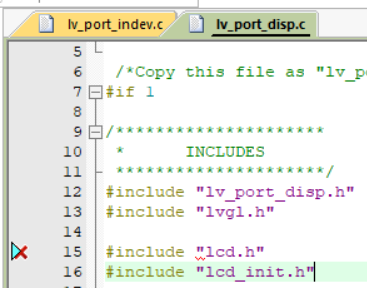 lv_port_indev.c lv_port_disp.c
5
6 /*Copy this file as "lv_p
7 #if 1
8
9 /*********************
10 * INCLUDES
11 *********************/
12 #include "lv_port_disp.h"
13 #include "lvgl.h"
14
15 #include "lcd.h"
16 #include "lcd_init.h"